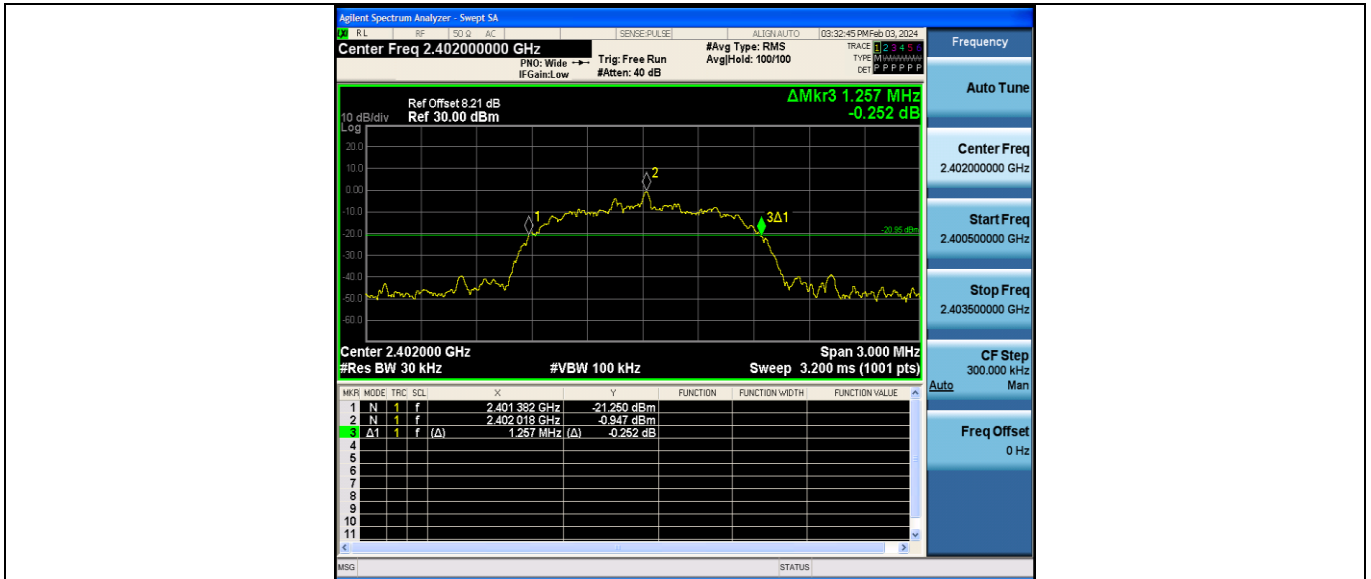 Agilent Spectrum Analyzer - Swept SA
LXI RL RF 50 Ω AC SENSE:PULSE ALIGNAUTO 03:32:45 PMFeb 03, 2024
Center Freq 2.402000000 GHz
PNO: Wide
IFGain:Low
Trig: Free Run
#Atten: 40 dB
#Avg Type: RMS
Avg|Hold: 100/100
TRACE 1 2 3 4 5 6
TYPE MWWWWW
DET P P P P P P
ΔMkr3 1.257 MHz
-0.252 dB
Ref Offset 8.21 dB
10 dB/div Ref 30.00 dBm
Log
20.0
10.0
0.00
-10.0
-20.0
-30.0
-40.0
-50.0
-60.0
1
2
3Δ1
-20.95 dBm
Center 2.402000 GHz Span 3.000 MHz
#Res BW 30 kHz #VBW 100 kHz Sweep 3.200 ms (1001 pts)
MKR MODE TRC SCL X Y FUNCTION FUNCTION WIDTH FUNCTION VALUE
1 N 1 f 2.401 382 GHz -21.250 dBm
2 N 1 f 2.402 018 GHz -0.947 dBm
3 Δ1 1 f (Δ) 1.257 MHz (Δ) -0.252 dB
4
5
6
7
8
9
10
11
MSG STATUS
Frequency
Auto Tune
Center Freq
2.402000000 GHz
Start Freq
2.400500000 GHz
Stop Freq
2.403500000 GHz
CF Step
300.000 kHz
Auto Man
Freq Offset
0 Hz